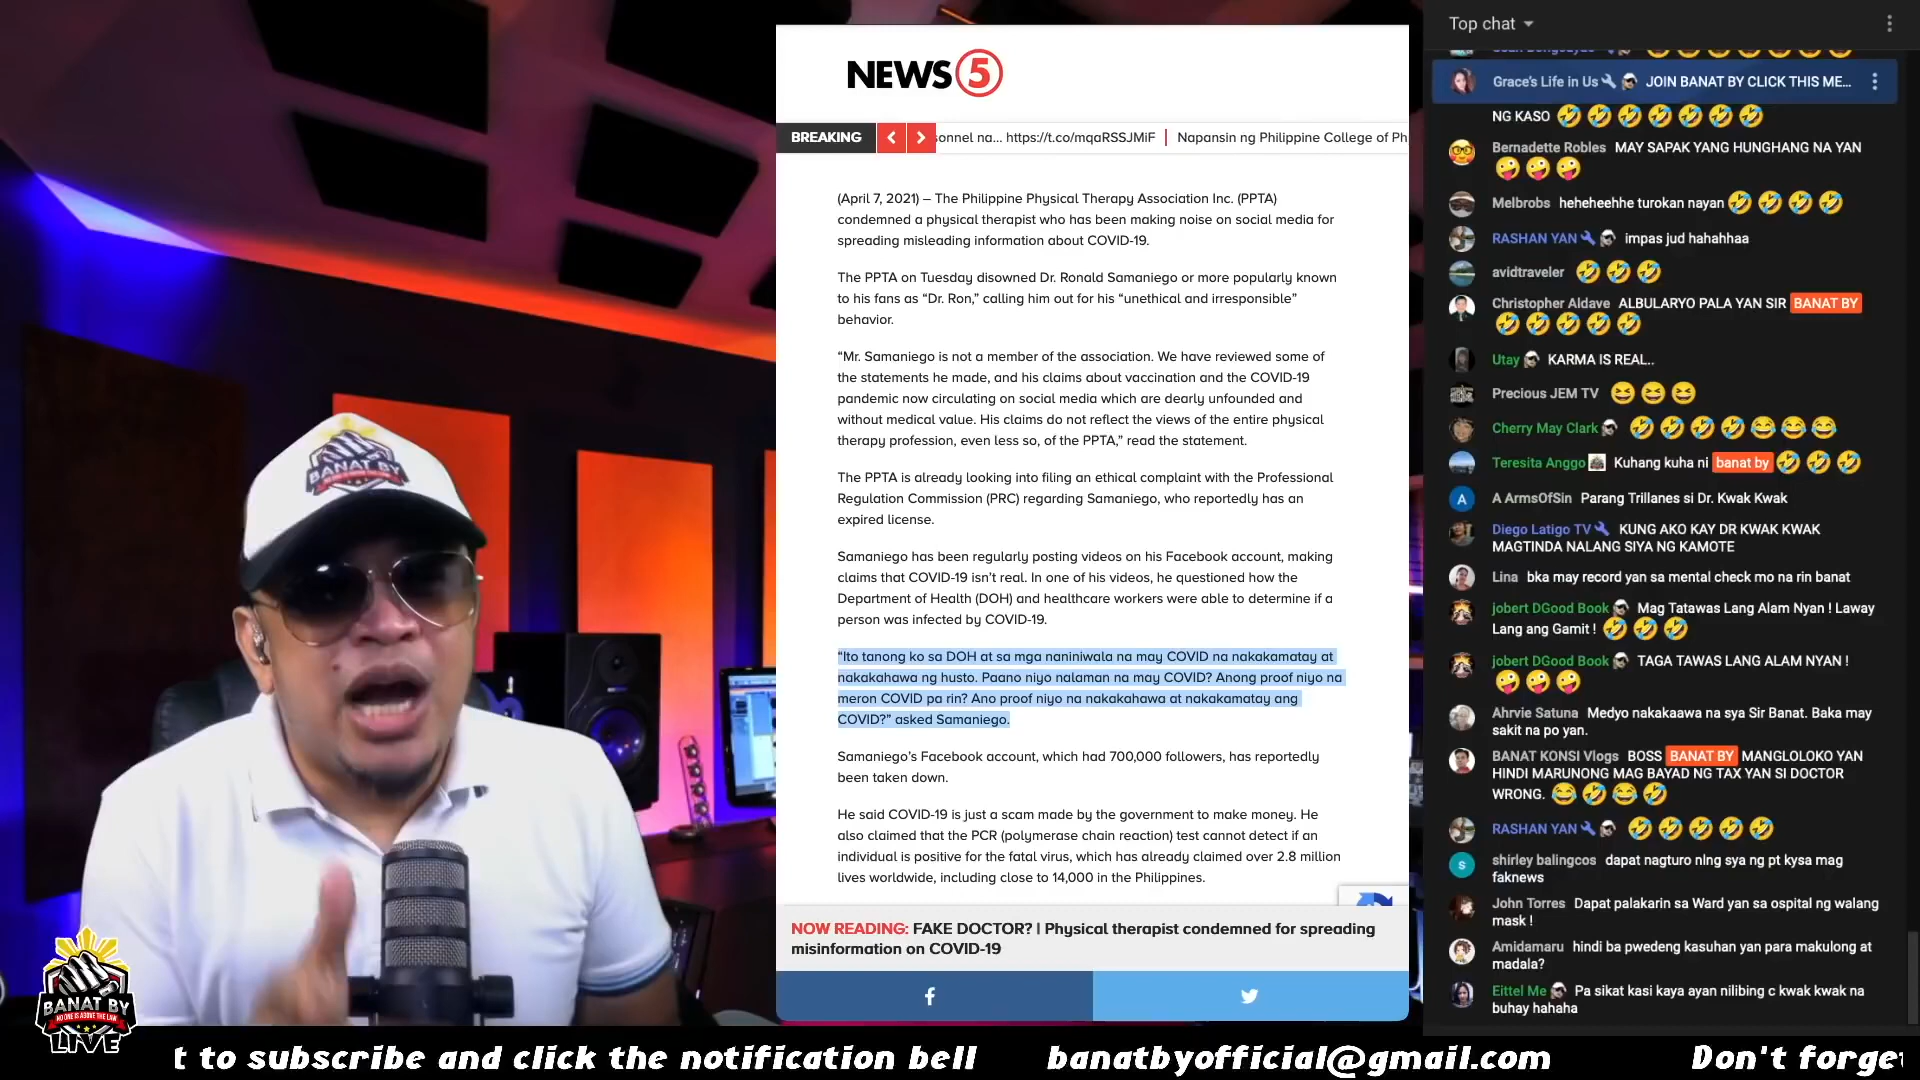 NEWS 5
BREAKING
onnel na... https://t.co/mqaRSSJMiF | Napansin ng Philippine College of Ph
(April 7, 2021) – The Philippine Physical Therapy Association Inc. (PPTA)
condemned a physical therapist who has been making noise on social media for
spreading misleading information about COVID-19.
The PPTA on Tuesday disowned Dr. Ronald Samaniego or more popularly known
to his fans as “Dr. Ron,” calling him out for his “unethical and irresponsible”
behavior.
“Mr. Samaniego is not a member of the association. We have reviewed some of
the statements he made, and his claims about vaccination and the COVID-19
pandemic now circulating on social media which are dearly unfounded and
without medical value. His claims do not reflect the views of the entire physical
therapy profession, even less so, of the PPTA,” read the statement.
The PPTA is already looking into filing an ethical complaint with the Professional
Regulation Commission (PRC) regarding Samaniego, who reportedly has an
expired license.
Samaniego has been regularly posting videos on his Facebook account, making
claims that COVID-19 isn’t real. In one of his videos, he questioned how the
Department of Health (DOH) and healthcare workers were able to determine if a
person was infected by COVID-19.
“Ito tanong ko sa DOH at sa mga naniniwala na may COVID na nakakamatay at
nakakahawa ng husto. Paano niyo nalaman na may COVID? Anong proof niyo na
meron COVID pa rin? Ano proof niyo na nakakahawa at nakakamatay ang
COVID?” asked Samaniego.
Samaniego’s Facebook account, which had 700,000 followers, has reportedly
been taken down.
He said COVID-19 is just a scam made by the government to make money. He
also claimed that the PCR (polymerase chain reaction) test cannot detect if an
individual is positive for the fatal virus, which has already claimed over 2.8 million
lives worldwide, including close to 14,000 in the Philippines.
NOW READING: FAKE DOCTOR? | Physical therapist condemned for spreading
misinformation on COVID-19
Top chat
Grace’s Life in Us JOIN BANAT BY CLICK THIS ME...
NG KASO 🤣🤣🤣🤣🤣🤣🤣
Bernadette Robles MAY SAPAK YANG HUNGHANG NA YAN
🤪🤪🤪
Melbrobs heheheehhe turokan nayan 🤣🤣🤣🤣
RASHAN YAN impas jud hahahhaa
avidtraveler 🤣🤣🤣
Christopher Aldave ALBULARYO PALA YAN SIR BANAT BY
🤣🤣🤣🤣🤣
Utay KARMA IS REAL..
Precious JEM TV 😆😆😆
Cherry May Clark 🤣🤣🤣🤣😂😂😂
Teresita Anggo Kuhang kuha ni banat by 🤣🤣🤣
A A ArmsOfSin Parang Trillanes si Dr. Kwak Kwak
Diego Latigo TV KUNG AKO KAY DR KWAK KWAK
MAGTINDA NALANG SIYA NG KAMOTE
Lina bka may record yan sa mental check mo na rin banat
jobert DGood Book Mag Tatawas Lang Alam Nyan ! Laway
Lang ang Gamit ! 🤣🤣🤣
jobert DGood Book TAGA TAWAS LANG ALAM NYAN !
🤪🤪🤪
Ahrvie Satuna Medyo nakakaawa na sya Sir Banat. Baka may
sakit na po yan.
BANAT KONSI Vlogs BOSS BANAT BY MANGLOLOKO YAN
HINDI MARUNONG MAG BAYAD NG TAX YAN SI DOCTOR
WRONG. 😂🤣😂🤣
RASHAN YAN 🤣🤣🤣🤣🤣
s shirley balingcos dapat nagturo nlng sya ng pt kysa mag
faknews
John Torres Dapat palakarin sa Ward yan sa ospital ng walang
mask !
Amidamaru hindi ba pwedeng kasuhan yan para makulong at
madala?
Eittel Me Pa sikat kasi kaya ayan nilibing c kwak kwak na
buhay hahaha
BANAT BY
BANAT BY
NO ONE IS ABOVE THE LAW
LIVE
t to subscribe and click the notification bell banatbyofficial@gmail.com Don't forge